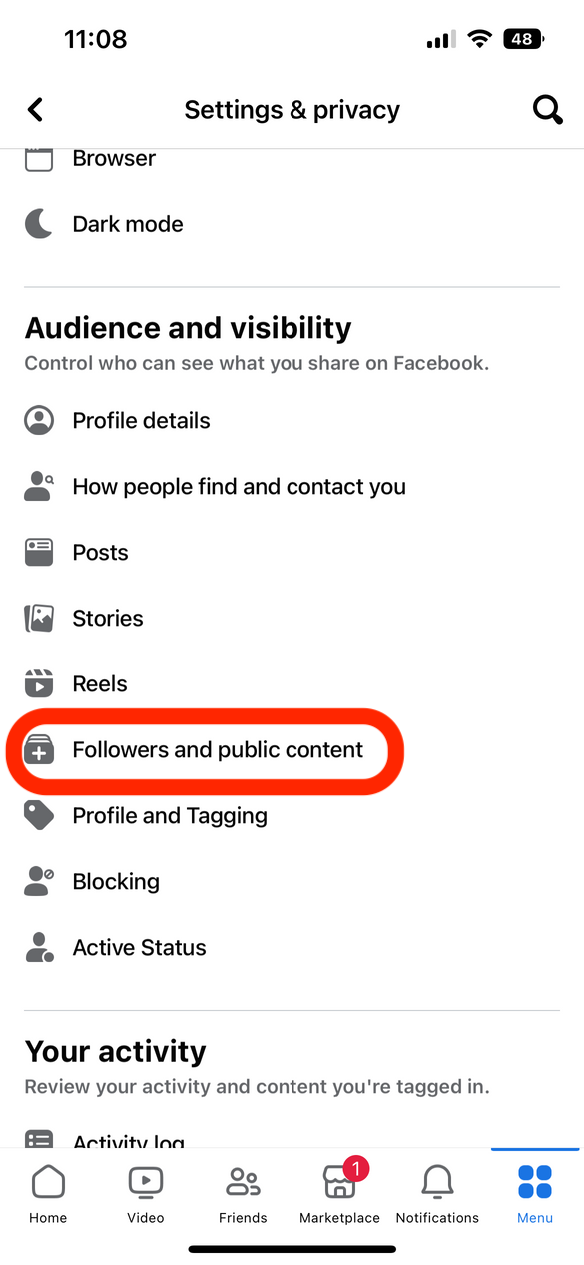 11:08
48
Settings & privacy
Browser
Dark mode
Audience and visibility
Control who can see what you share on Facebook.
Profile details
How people find and contact you
Posts
Stories
Reels
Followers and public content
Profile and Tagging
Blocking
Active Status
Your activity
Review your activity and content you're tagged in.
Activity log
1
Home
Video
Friends
Marketplace
Notifications
Menu